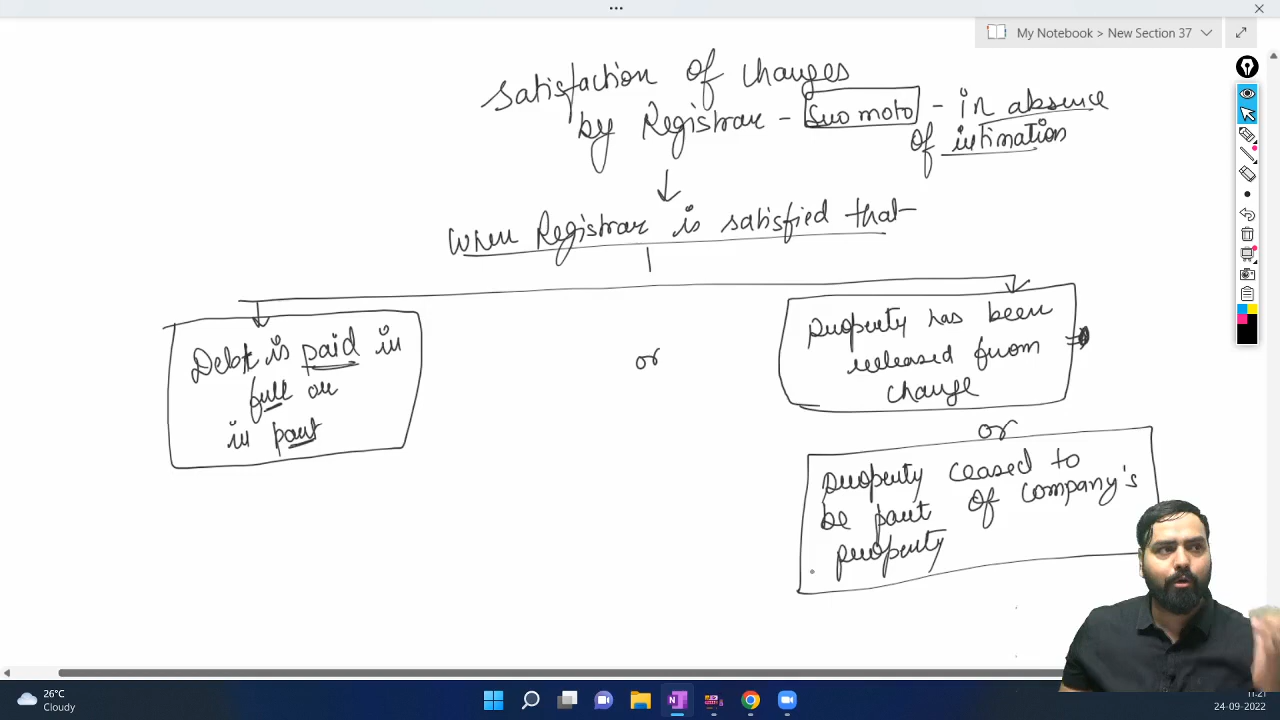 My Notebook > New Section 37
Satisfaction of Charges
by Registrar - Suo moto - in absence
of intimation
When Registrar is satisfied that
Debt is paid in
full or
in part
or
Property has been
released from
charge
or
property ceased to
be part of company's
property
26°C
Cloudy
11:21
24-09-2022